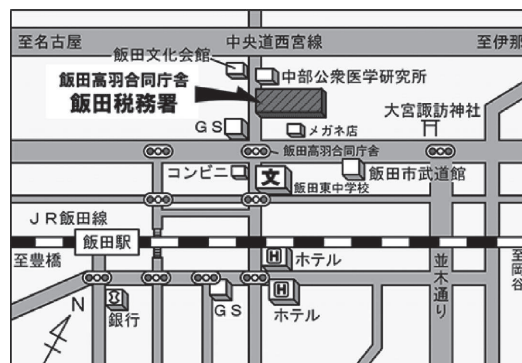 至名古屋
中央道西宮線
至伊那
飯田文化会館
中部公衆医学研究所
飯田高羽合同庁舎
飯田税務署
大宮諏訪神社
GS
メガネ店
飯田高羽合同庁舎
コンビニ
文
飯田市武道館
飯田東中学校
JR飯田線
飯田駅
至豊橋
H
ホテル
並木通り
至岡谷
N
銀行
GS
H
ホテル